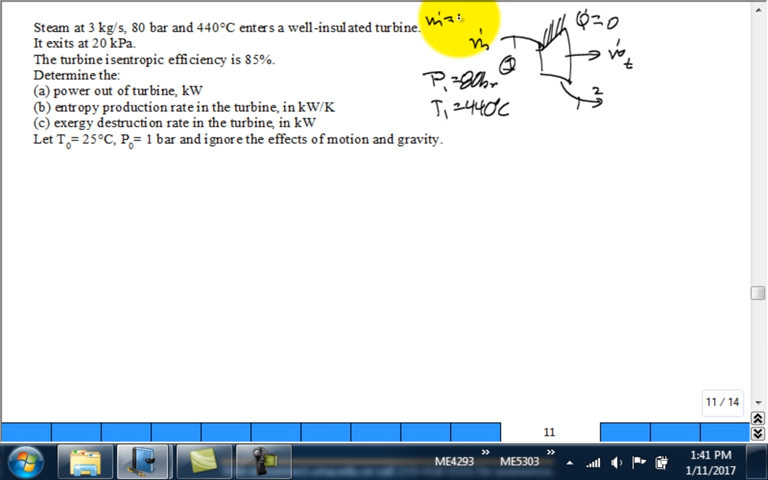 Steam at 3 kg/s, 80 bar and 440°C enters a well-insulated turbine.
It exits at 20 kPa.
The turbine isentropic efficiency is 85%.
Determine the:
(a) power out of turbine, kW
(b) entropy production rate in the turbine, in kW/K
(c) exergy destruction rate in the turbine, in kW
Let T₀= 25°C, P₀= 1 bar and ignore the effects of motion and gravity.
ṁ=
ṁ
1
P₁=80bar
T₁=440°C
Q̇=0
Ẇt
2
11 / 14
11
ME4293 » ME5303 »
1:41 PM
1/11/2017